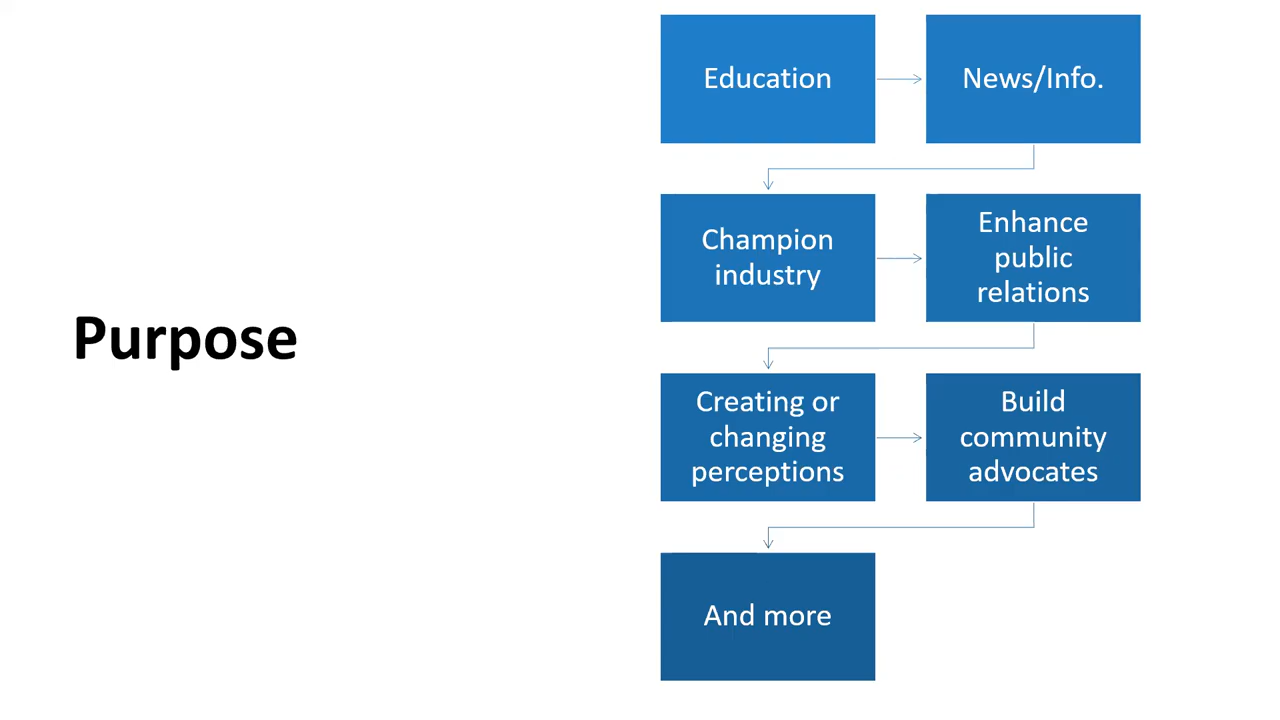 Purpose
Education
News/Info.
Champion
industry
Enhance
public
relations
Creating or
changing
perceptions
Build
community
advocates
And more